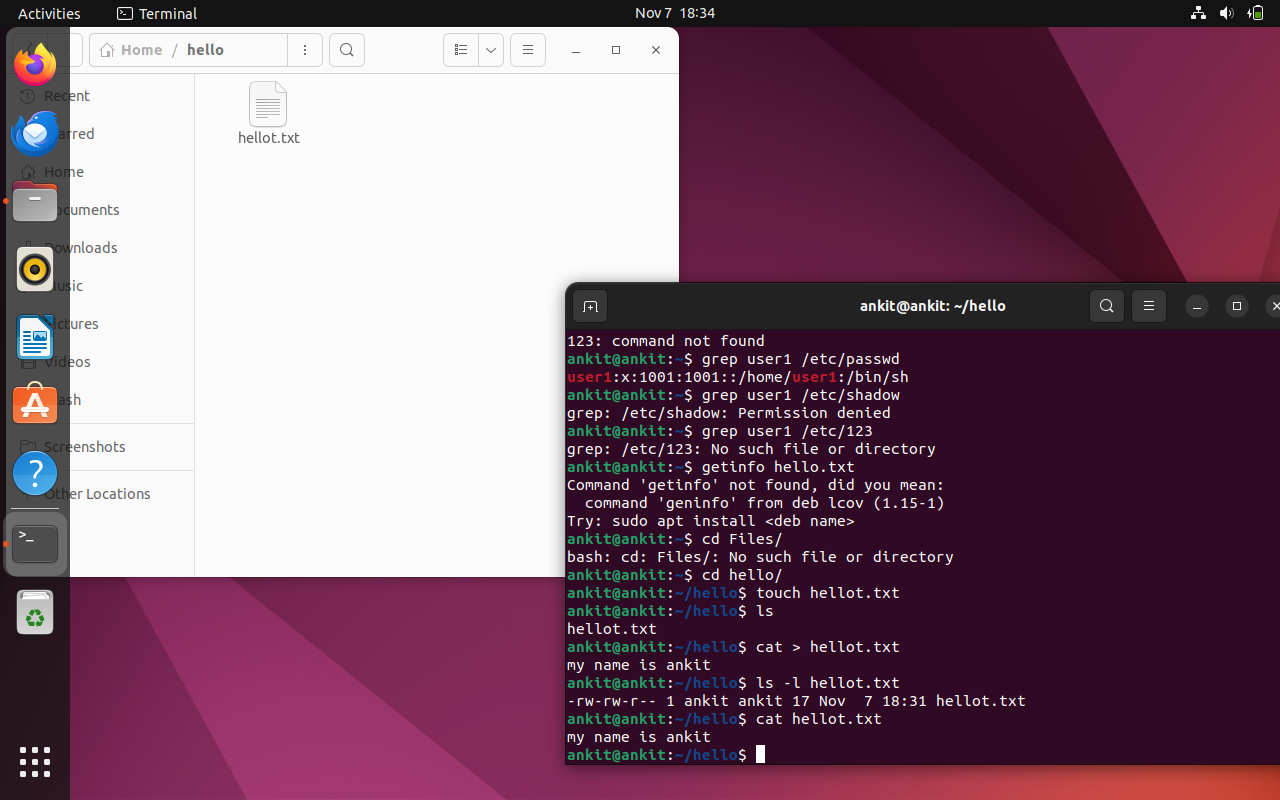 Activities
Terminal
Nov 7 18:34
Home / hello
Recent
arred
Home
ocuments
Downloads
usic
ictures
Videos
ash
Screenshots
Other Locations
hellot.txt
ankit@ankit: ~/hello
123: command not found
ankit@ankit:~$ grep user1 /etc/passwd
user1:x:1001:1001::/home/user1:/bin/sh
ankit@ankit:~$ grep user1 /etc/shadow
grep: /etc/shadow: Permission denied
ankit@ankit:~$ grep user1 /etc/123
grep: /etc/123: No such file or directory
ankit@ankit:~$ getinfo hello.txt
Command 'getinfo' not found, did you mean:
  command 'geninfo' from deb lcov (1.15-1)
Try: sudo apt install <deb name>
ankit@ankit:~$ cd Files/
bash: cd: Files/: No such file or directory
ankit@ankit:~$ cd hello/
ankit@ankit:~/hello$ touch hellot.txt
ankit@ankit:~/hello$ ls
hellot.txt
ankit@ankit:~/hello$ cat > hellot.txt
my name is ankit
ankit@ankit:~/hello$ ls -l hellot.txt
-rw-rw-r-- 1 ankit ankit 17 Nov  7 18:31 hellot.txt
ankit@ankit:~/hello$ cat hellot.txt
my name is ankit
ankit@ankit:~/hello$